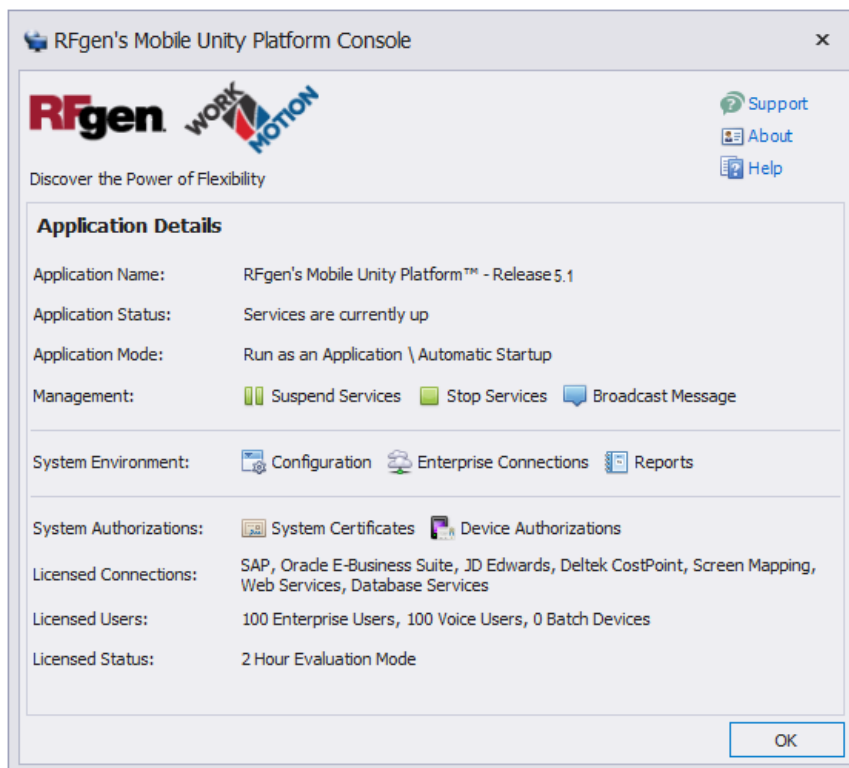 RFgen's Mobile Unity Platform Console
RFgen WORK N MOTION
Support
About
Help
Discover the Power of Flexibility
Application Details
Application Name: RFgen's Mobile Unity Platform™ - Release 5.1
Application Status: Services are currently up
Application Mode: Run as an Application \ Automatic Startup
Management: Suspend Services Stop Services Broadcast Message
System Environment: Configuration Enterprise Connections Reports
System Authorizations: System Certificates Device Authorizations
Licensed Connections: SAP, Oracle E-Business Suite, JD Edwards, Deltek CostPoint, Screen Mapping,
Web Services, Database Services
Licensed Users: 100 Enterprise Users, 100 Voice Users, 0 Batch Devices
Licensed Status: 2 Hour Evaluation Mode
OK